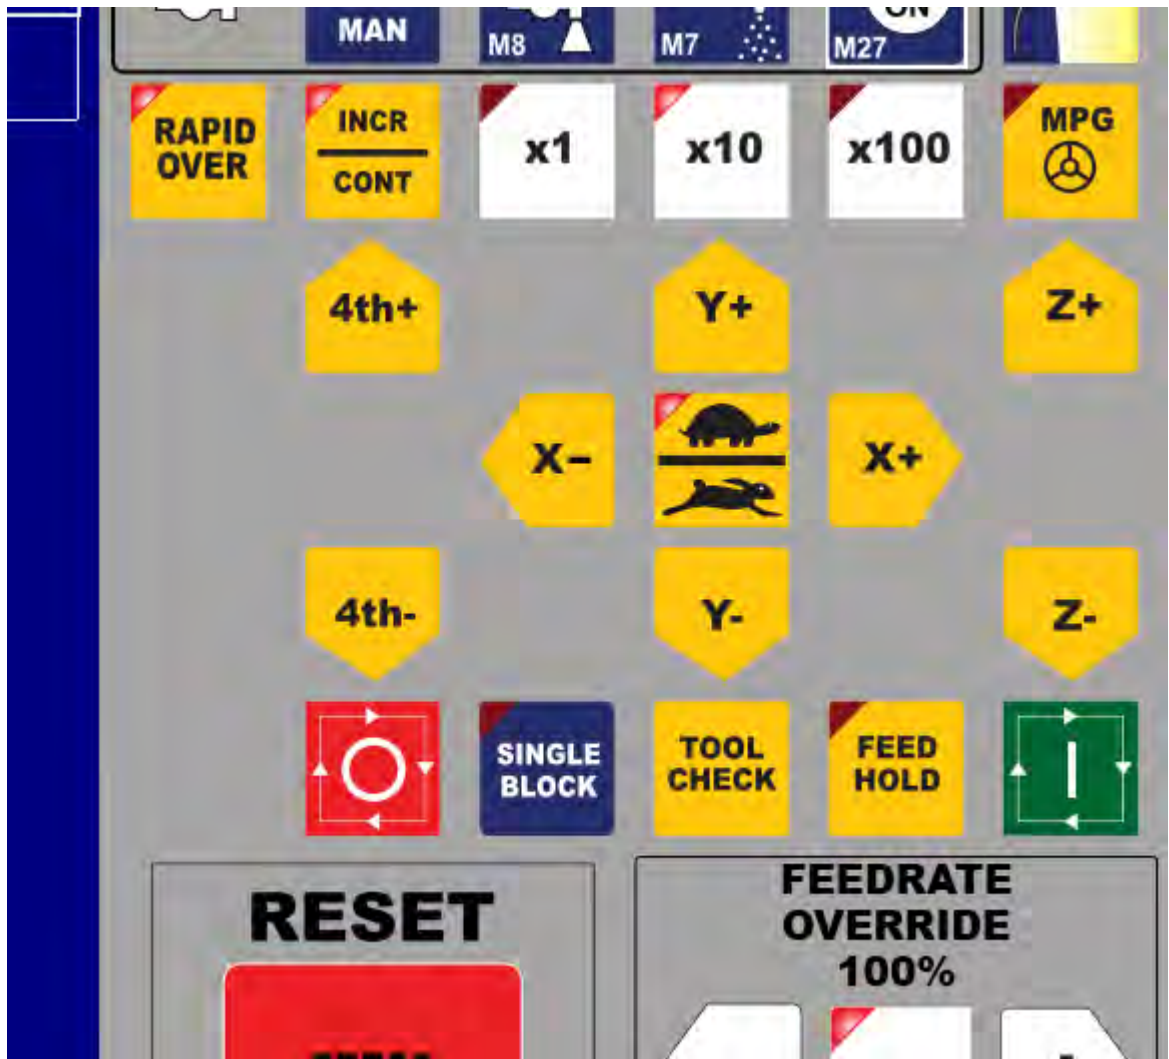 MAN
M8
M7
ON
M27
RAPID
OVER
INCR
CONT
x1
x10
x100
MPG
4th+
Y+
Z+
X–
X+
4th-
Y-
Z-
SINGLE
BLOCK
TOOL
CHECK
FEED
HOLD
RESET
FEEDRATE
OVERRIDE
100%